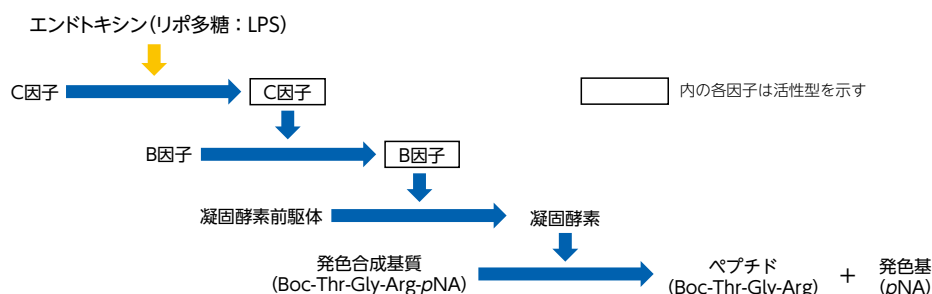 エンドトキシン(リポ多糖：LPS)
C因子
C因子
内の各因子は活性型を示す
B因子
B因子
凝固酵素前駆体
凝固酵素
発色合成基質
(Boc-Thr-Gly-Arg-pNA)
ペプチド
(Boc-Thr-Gly-Arg)
+
発色基
(pNA)